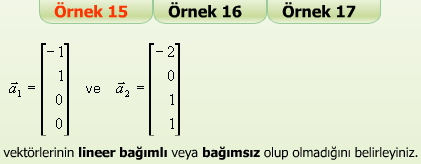 Örnek 15 Örnek 16 Örnek 17
a⃗₁ = [-1 1 0 0] ve a⃗₂ = [-2 0 1 1]
vektörlerinin lineer bağımlı veya bağımsız olup olmadığını belirleyiniz.